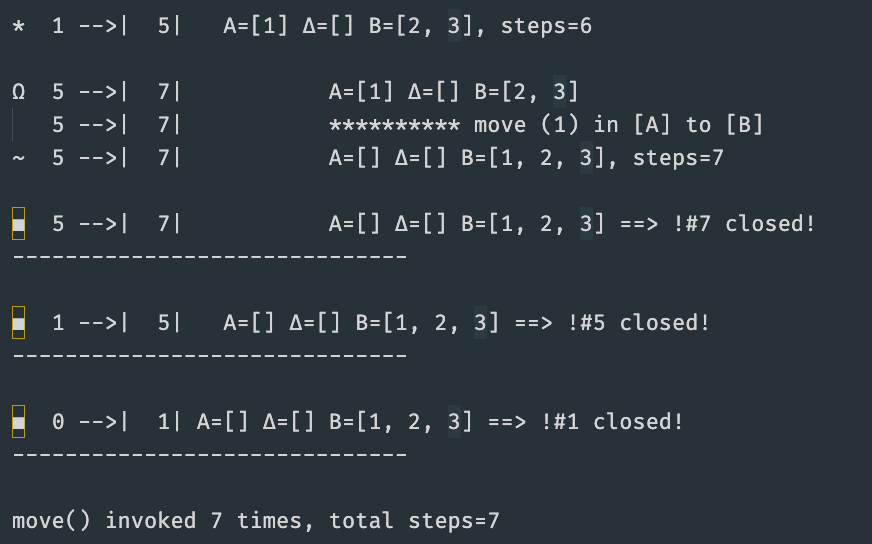 *  1 -->|  5|   A=[1] Δ=[] B=[2, 3], steps=6
Ω  5 -->|  7|           A=[1] Δ=[] B=[2, 3]
   5 -->|  7|           ********** move (1) in [A] to [B]
~  5 -->|  7|           A=[] Δ=[] B=[1, 2, 3], steps=7
■  5 -->|  7|           A=[] Δ=[] B=[1, 2, 3] ==> !#7 closed!
------------------------------
■  1 -->|  5|   A=[] Δ=[] B=[1, 2, 3] ==> !#5 closed!
------------------------------
■  0 -->|  1| A=[] Δ=[] B=[1, 2, 3] ==> !#1 closed!
------------------------------
move() invoked 7 times, total steps=7